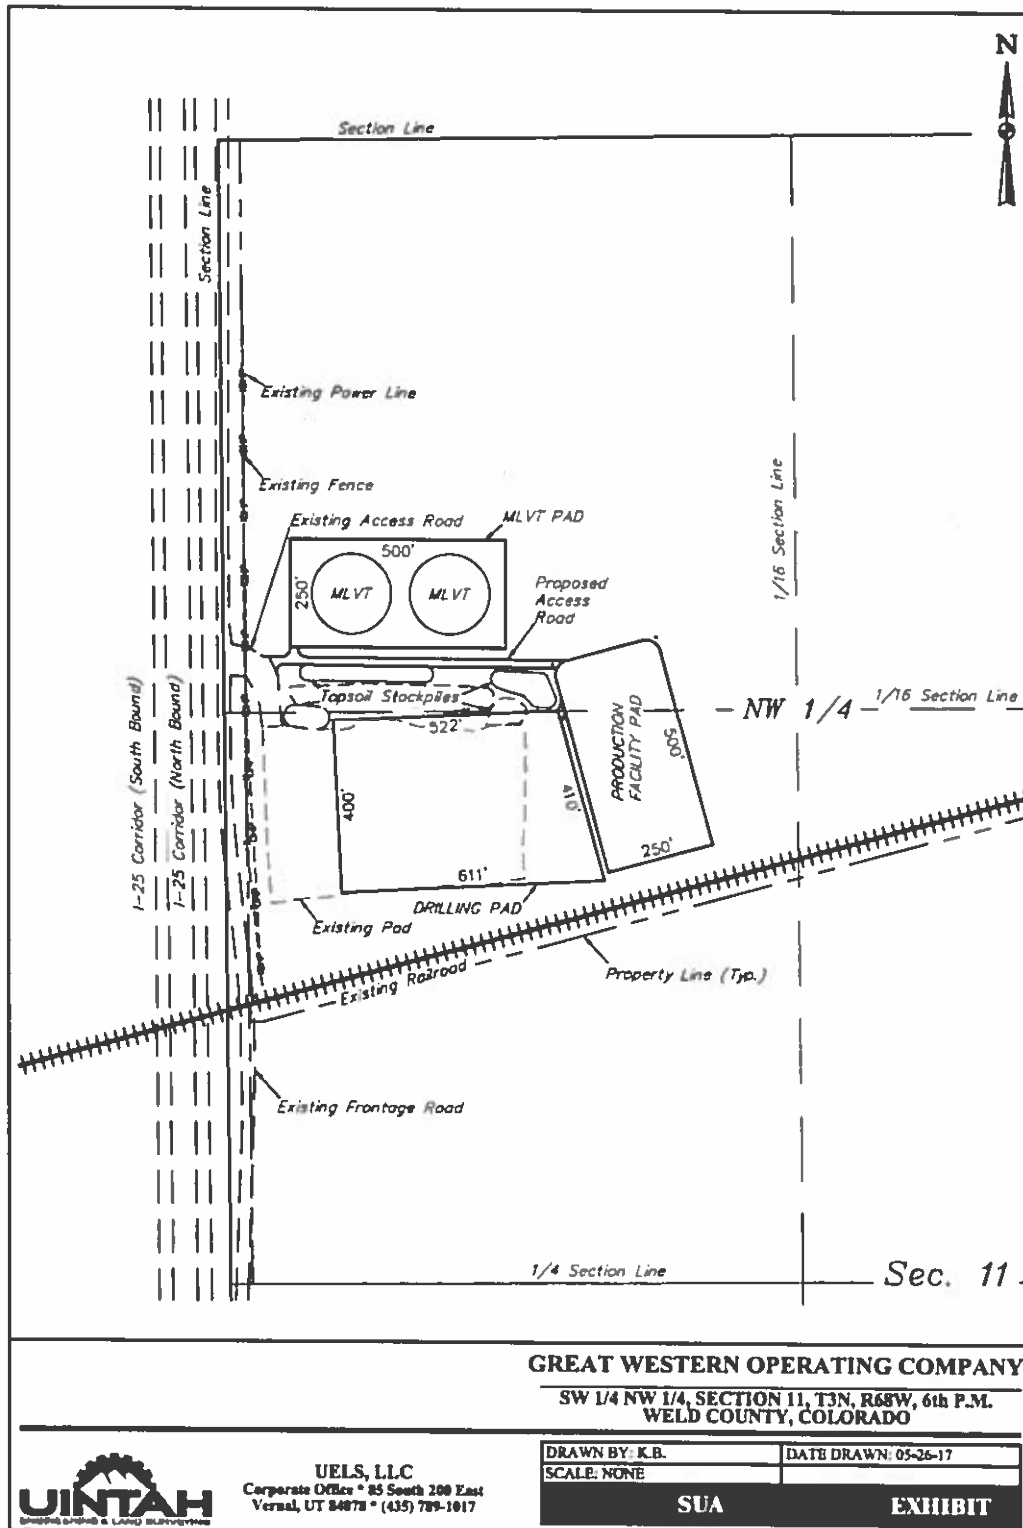 N
Section Line
Section Line
Existing Power Line
Existing Fence
Existing Access Road
MLVT PAD
500'
250'
MLVT
MLVT
Proposed
Access
Road
1/16 Section Line
Topsoil Stockpiles
522'
NW 1/4
1/16 Section Line
PRODUCTION
FACILITY PAD
500'
250'
400'
410'
611'
DRILLING PAD
Existing Pad
I-25 Corridor (South Bound)
I-25 Corridor (North Bound)
Existing Railroad
Property Line (Typ.)
Existing Frontage Road
1/4 Section Line
Sec. 11
GREAT WESTERN OPERATING COMPANY
SW 1/4 NW 1/4, SECTION 11, T3N, R68W, 6th P.M.
WELD COUNTY, COLORADO
UINTAH
ENGINEERING & LAND SURVEYING
UELS, LLC
Corporate Office * 85 South 200 East
Vernal, UT 84078 * (435) 789-1017
DRAWN BY: K.B.
DATE DRAWN: 05-26-17
SCALE: NONE
SUA
EXHIBIT